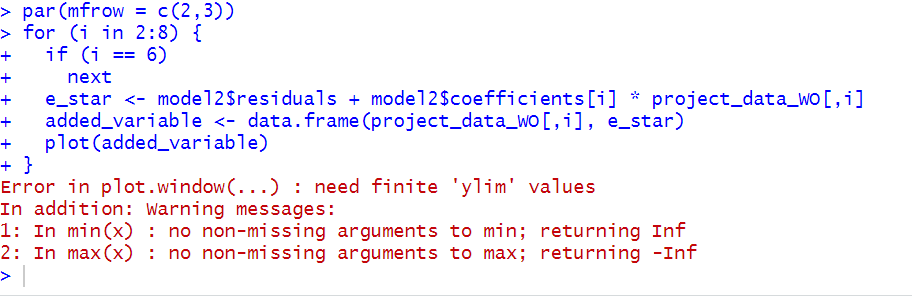 > par(mfrow = c(2,3))
> for (i in 2:8) {
+   if (i == 6)
+     next
+   e_star <- model2$residuals + model2$coefficients[i] * project_data_WO[,i]
+   added_variable <- data.frame(project_data_WO[,i], e_star)
+   plot(added_variable)
+ }
Error in plot.window(...) : need finite 'ylim' values
In addition: Warning messages:
1: In min(x) : no non-missing arguments to min; returning Inf
2: In max(x) : no non-missing arguments to max; returning -Inf
>